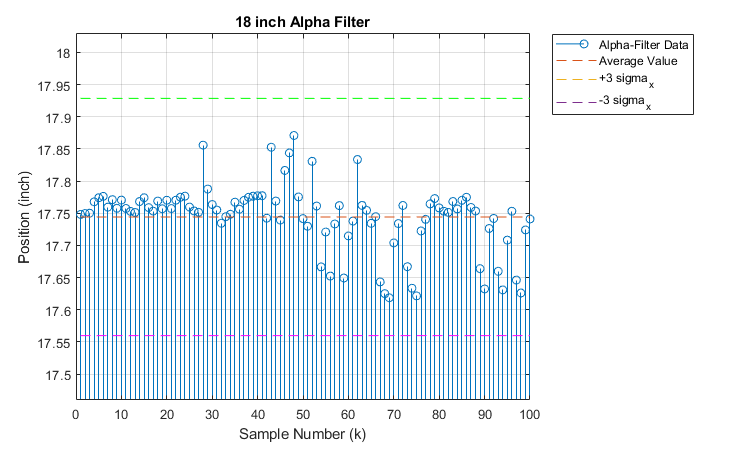 18 inch Alpha Filter
18
17.95
17.9
17.85
17.8
17.75
17.7
17.65
17.6
17.55
17.5
Position (inch)
0 10 20 30 40 50 60 70 80 90 100
Sample Number (k)
Alpha-Filter Data
Average Value
+3 sigma x
-3 sigma x